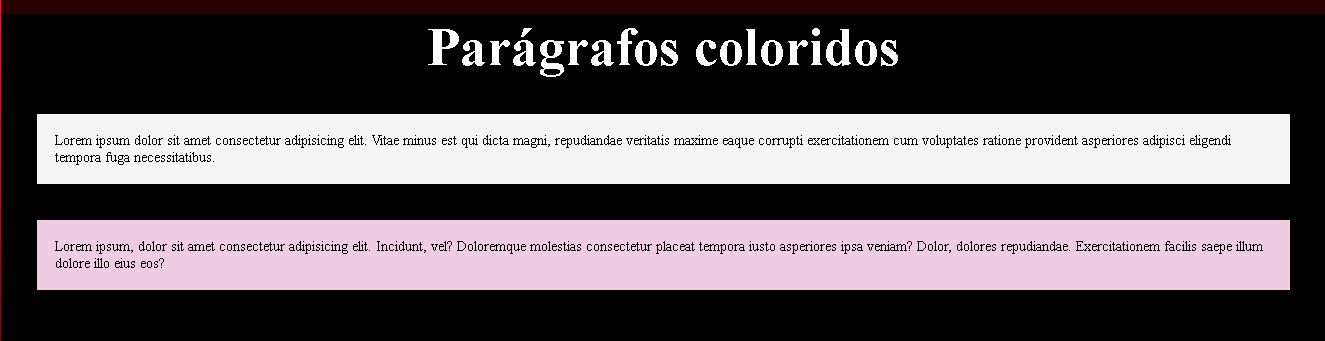 Parágrafos coloridos
Lorem ipsum dolor sit amet consectetur adipisicing elit. Vitae minus est qui dicta magni, repudiandae veritatis maxime eaque corrupti exercitationem cum voluptates ratione provident asperiores adipisci eligendi
tempora fuga necessitatibus.
Lorem ipsum, dolor sit amet consectetur adipisicing elit. Incidunt, vel? Doloremque molestias consectetur placeat tempora iusto asperiores ipsa veniam? Dolor, dolores repudiandae. Exercitationem facilis saepe illum
dolore illo eius eos?